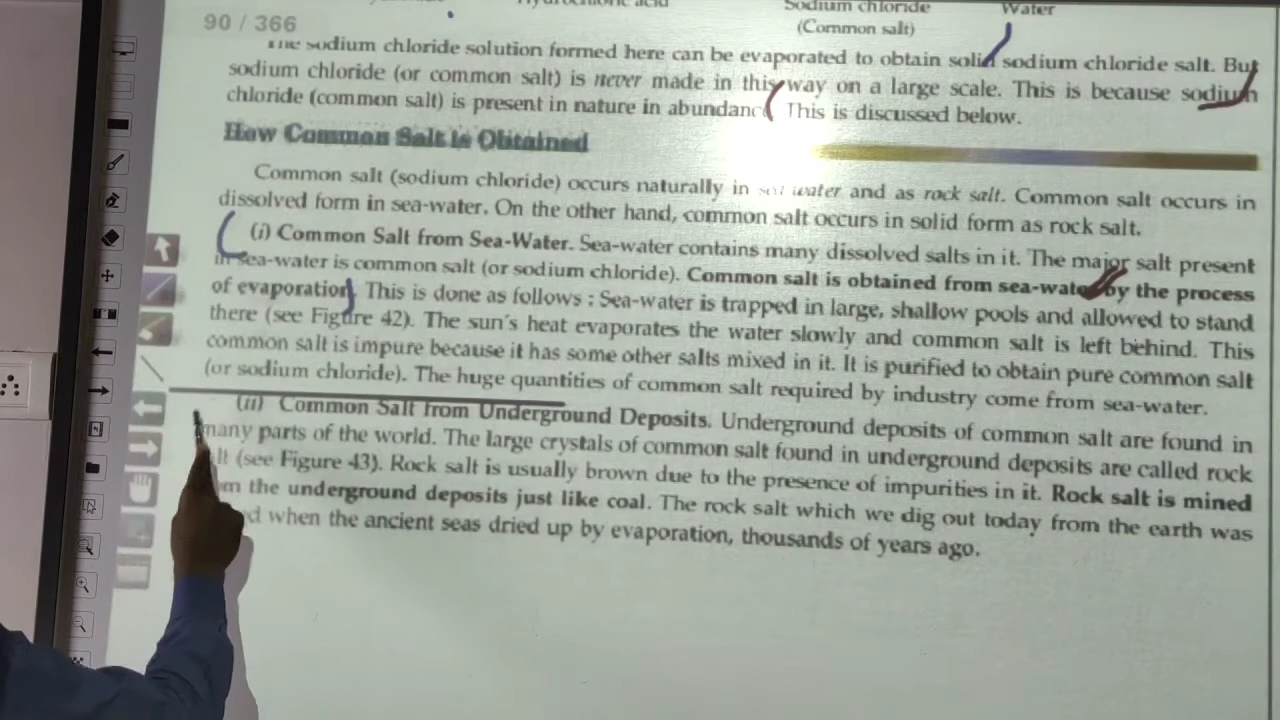 90 / 366
Sodium chloride
Water
(Common salt)
The sodium chloride solution formed here can be evaporated to obtain solid sodium chloride salt. But
sodium chloride (or common salt) is never made in this way on a large scale. This is because sodium
chloride (common salt) is present in nature in abundance. This is discussed below.
How Common Salt is Obtained
Common salt (sodium chloride) occurs naturally in sea water and as rock salt. Common salt occurs in
dissolved form in sea-water. On the other hand, common salt occurs in solid form as rock salt.
(i) Common Salt from Sea-Water. Sea-water contains many dissolved salts in it. The major salt present
in sea-water is common salt (or sodium chloride). Common salt is obtained from sea-water by the process
of evaporation. This is done as follows : Sea-water is trapped in large, shallow pools and allowed to stand
there (see Figure 42). The sun's heat evaporates the water slowly and common salt is left behind. This
common salt is impure because it has some other salts mixed in it. It is purified to obtain pure common salt
(or sodium chloride). The huge quantities of common salt required by industry come from sea-water.
(ii) Common Salt from Underground Deposits. Underground deposits of common salt are found in
many parts of the world. The large crystals of common salt found in underground deposits are called rock
lt (see Figure 43). Rock salt is usually brown due to the presence of impurities in it. Rock salt is mined
m the underground deposits just like coal. The rock salt which we dig out today from the earth was
ed when the ancient seas dried up by evaporation, thousands of years ago.